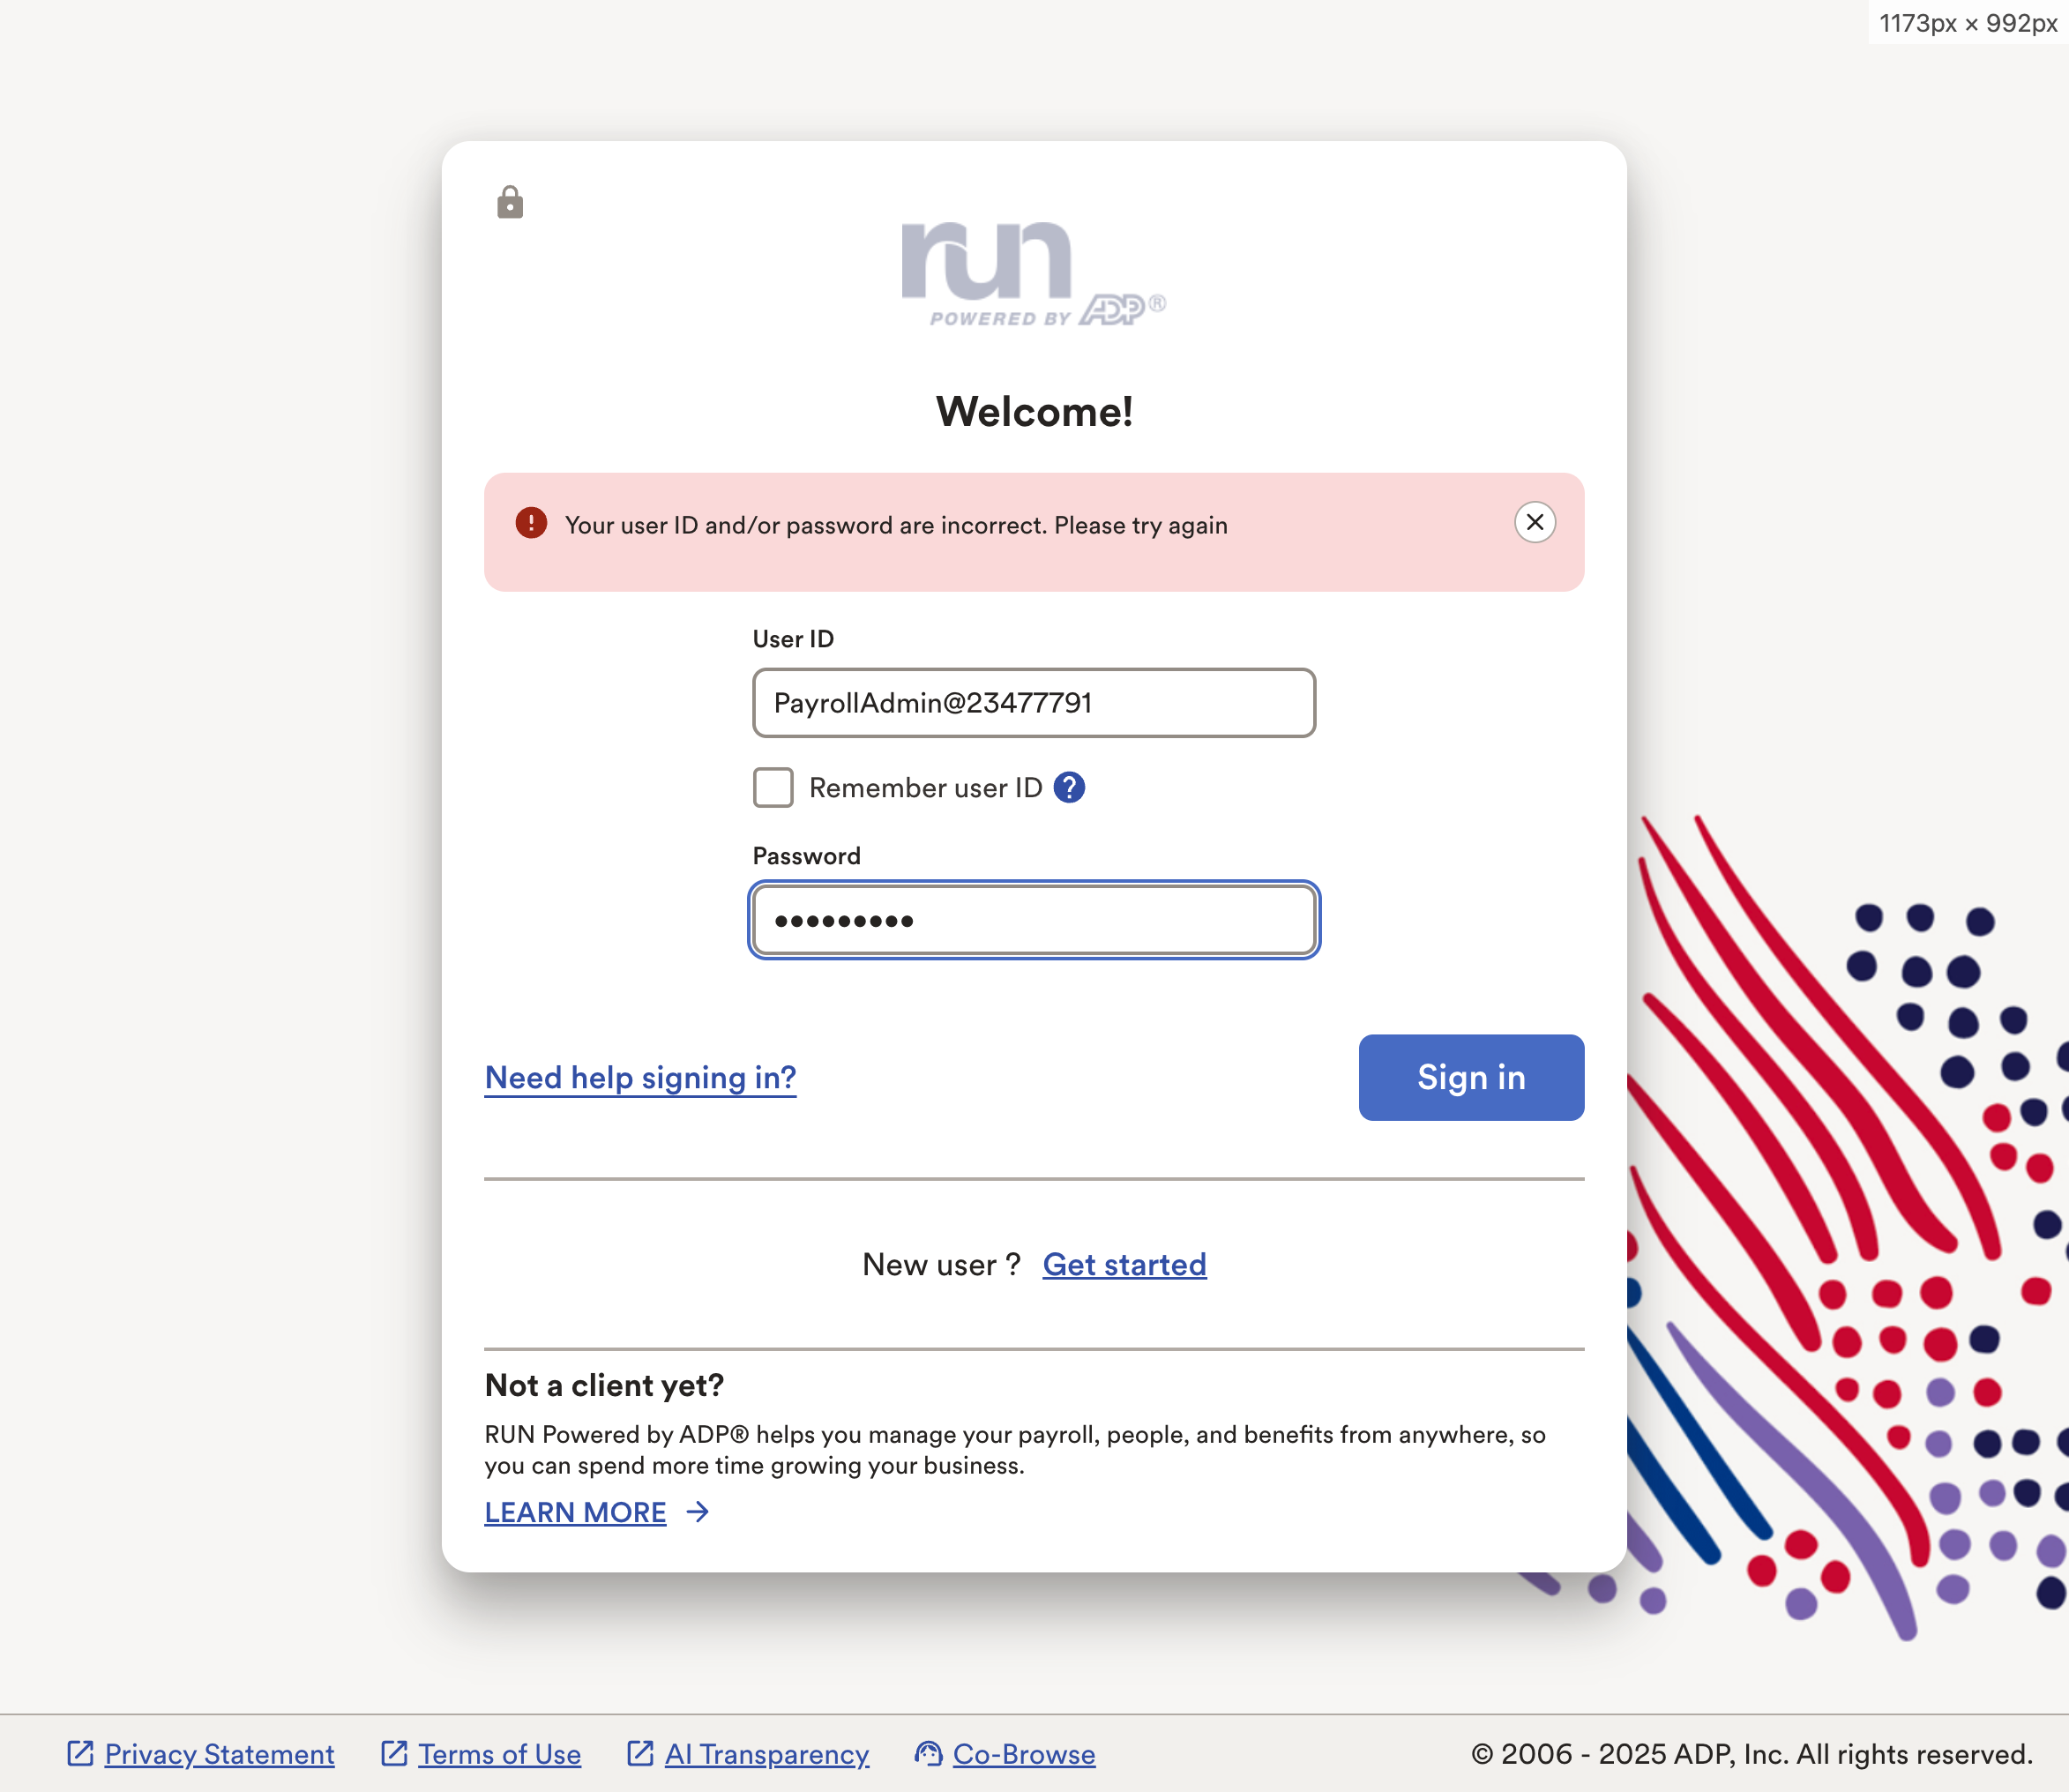 1173px × 992px
run
POWERED BY ADP®
Welcome!
Your user ID and/or password are incorrect. Please try again
User ID
PayrollAdmin@23477791
Remember user ID ?
Password
•••••••••
Need help signing in?
Sign in
New user ? Get started
Not a client yet?
RUN Powered by ADP® helps you manage your payroll, people, and benefits from anywhere, so
you can spend more time growing your business.
LEARN MORE →
Privacy Statement Terms of Use AI Transparency Co-Browse © 2006 - 2025 ADP, Inc. All rights reserved.